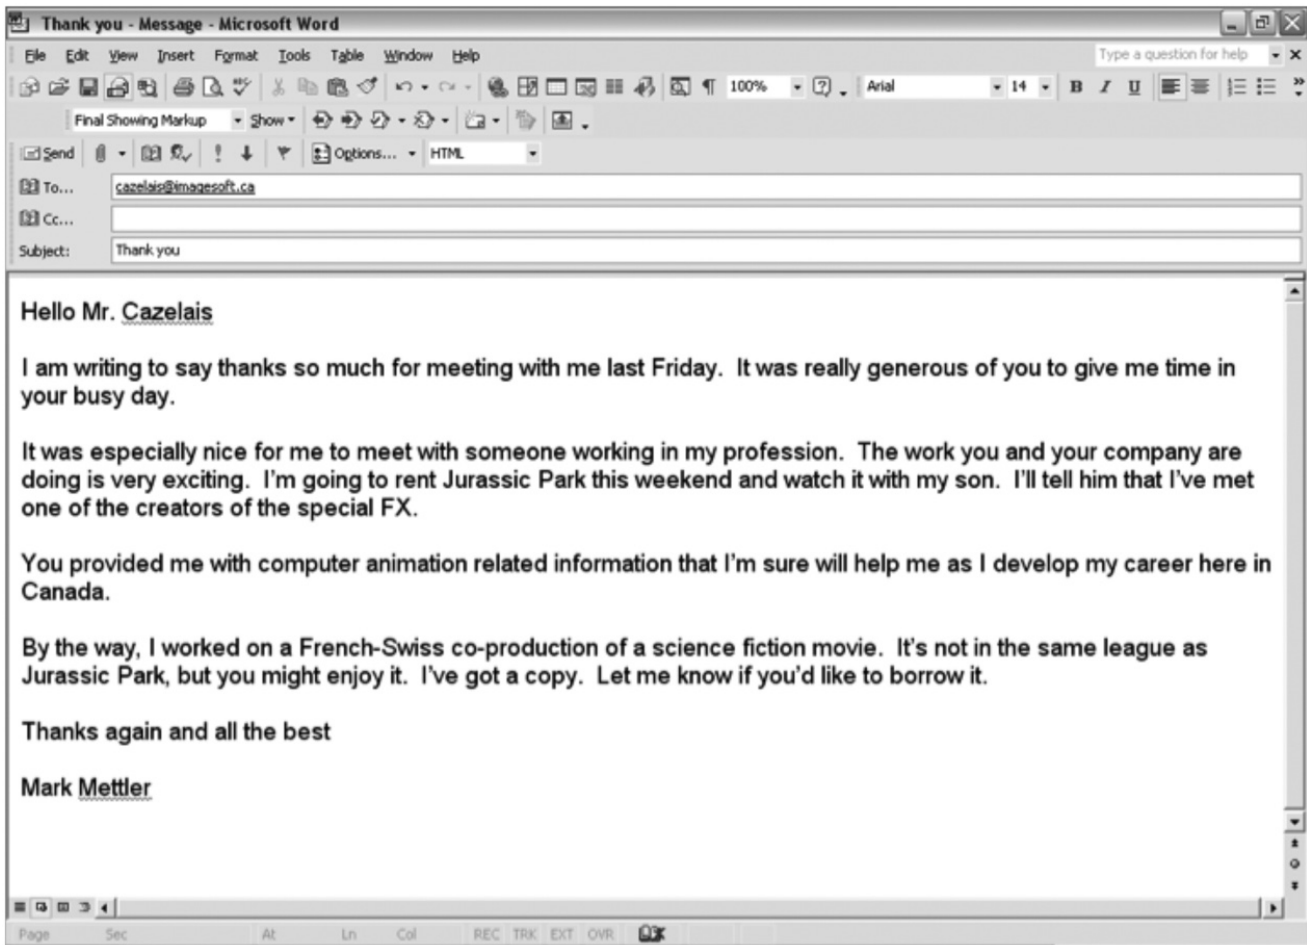 Thank you - Message - Microsoft Word
File Edit View Insert Format Tools Table Window Help Type a question for help
100% Arial 14 B I U
Final Showing Markup Show
Send Options... HTML
To... cazelais@imagesoft.ca
Cc...
Subject: Thank you
Hello Mr. Cazelais
I am writing to say thanks so much for meeting with me last Friday. It was really generous of you to give me time in
your busy day.
It was especially nice for me to meet with someone working in my profession. The work you and your company are
doing is very exciting. I'm going to rent Jurassic Park this weekend and watch it with my son. I'll tell him that I've met
one of the creators of the special FX.
You provided me with computer animation related information that I'm sure will help me as I develop my career here in
Canada.
By the way, I worked on a French-Swiss co-production of a science fiction movie. It's not in the same league as
Jurassic Park, but you might enjoy it. I've got a copy. Let me know if you'd like to borrow it.
Thanks again and all the best
Mark Mettler
Page Sec At Ln Col REC TRK EXT OVR